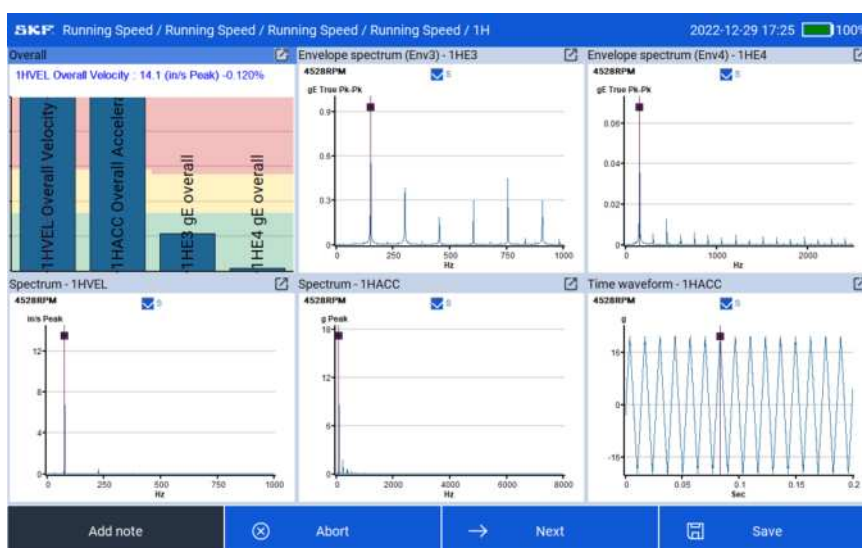 SKF. Running Speed / Running Speed / Running Speed / Running Speed / 1H 2022-12-29 17:25 100%
Overall
1HVEL Overall Velocity : 14.1 (in/s Peak) -0.120%
1HVEL Overall Velocity
1HACC Overall Accelera
1HE3 gE overall
1HE4 gE overall
Envelope spectrum (Env3) - 1HE3
4528RPM S
gE True Pk-Pk
0.9
0.6
0.3
0
0 250 500 750 1000
Hz
Envelope spectrum (Env4) - 1HE4
4528RPM S
gE True Pk-Pk
0.06
0.04
0.02
0
0 1000 2000
Hz
Spectrum - 1HVEL
4528RPM S
in/s Peak
12
8
4
0
0 250 500 750 1000
Hz
Spectrum - 1HACC
4528RPM S
g Peak
18
12
6
0
0 2000 4000 6000 8000
Hz
Time waveform - 1HACC
4528RPM S
g
16
0
-16
0 0.05 0.1 0.15 0.2
Sec
Add note Abort Next Save